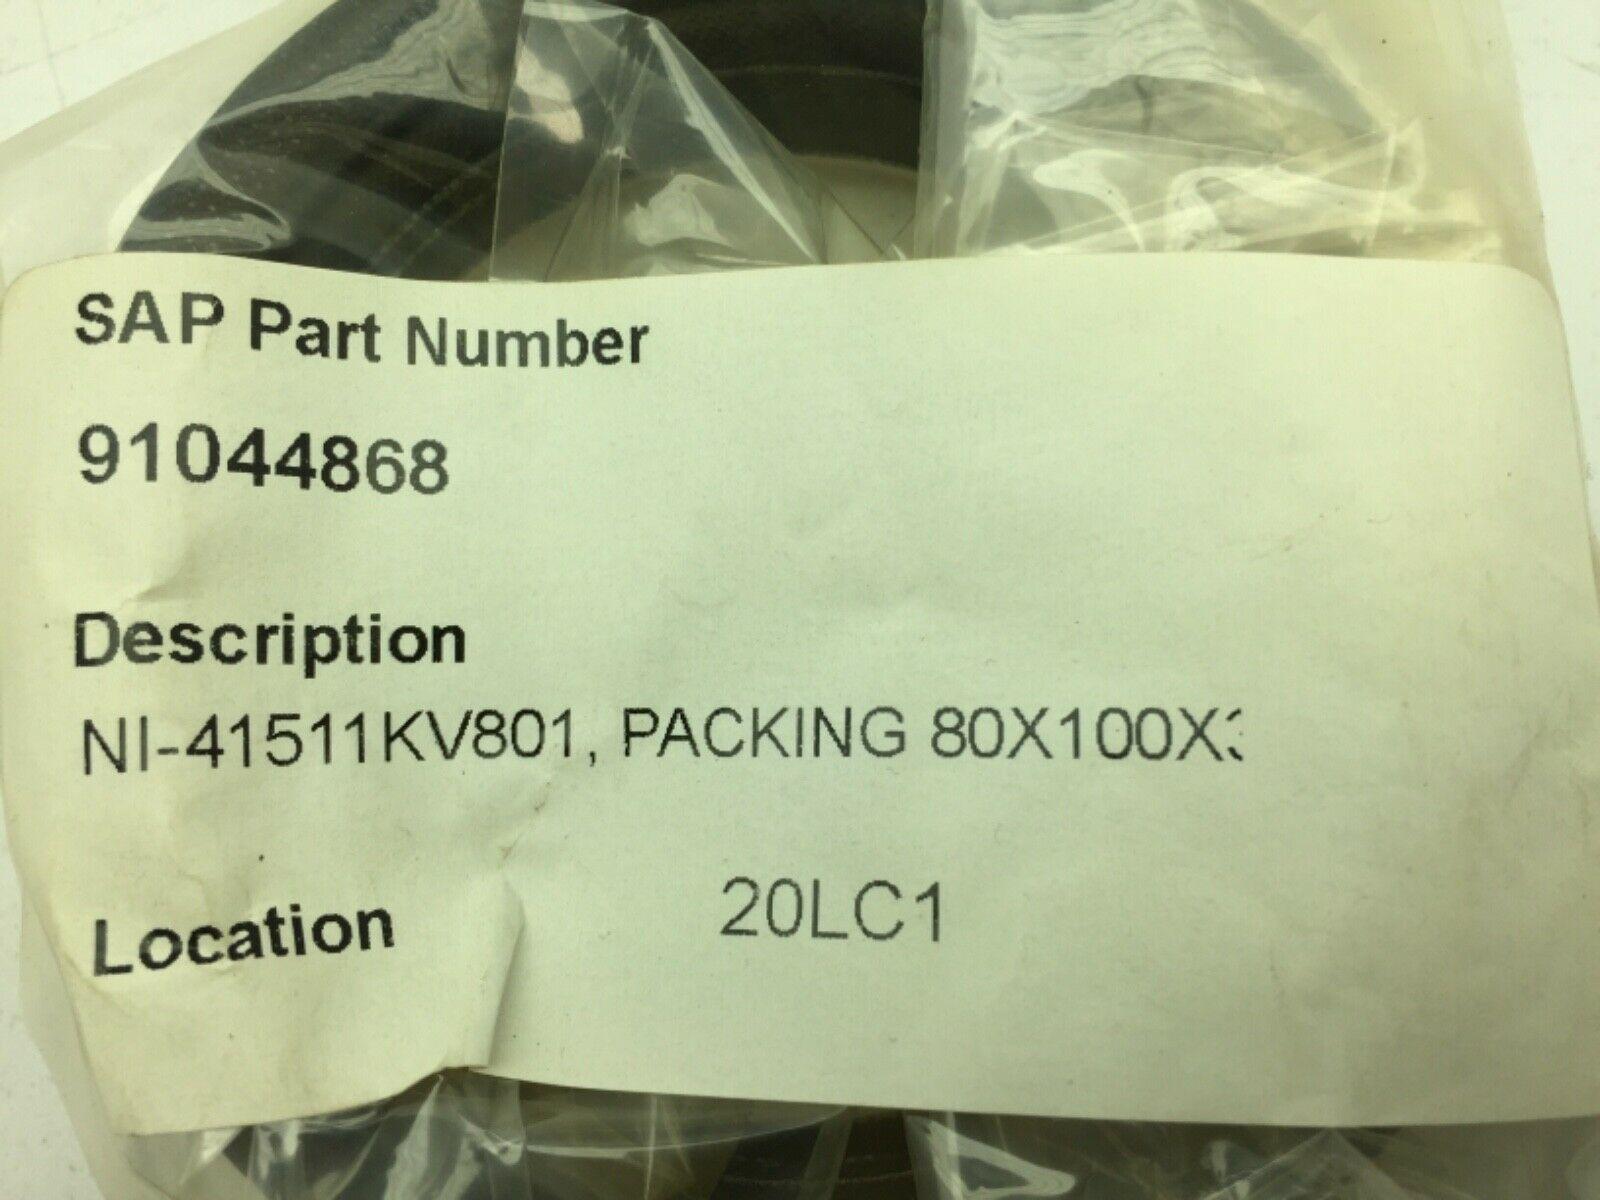 SAP Part Number
91044868
Description
NI-41511KV801, PACKING 80X100X
Location 20LC1